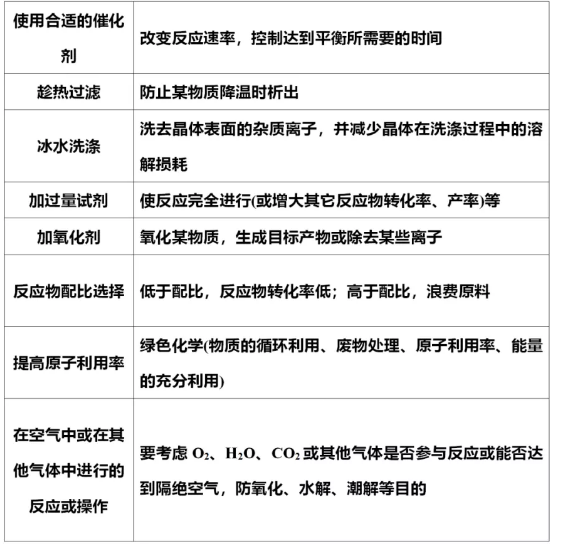 使用合适的催化
剂
改变反应速率，控制达到平衡所需要的时间
趁热过滤
防止某物质降温时析出
冰水洗涤
洗去晶体表面的杂质离子，并减少晶体在洗涤过程中的溶
解损耗
加过量试剂
使反应完全进行(或增大其它反应物转化率、产率)等
加氧化剂
氧化某物质，生成目标产物或除去某些离子
反应物配比选择
低于配比，反应物转化率低；高于配比，浪费原料
提高原子利用率
绿色化学(物质的循环利用、废物处理、原子利用率、能量
的充分利用)
在空气中或在其
他气体中进行的
反应或操作
要考虑 O₂、H₂O、CO₂ 或其他气体是否参与反应或能否达
到隔绝空气，防氧化、水解、潮解等目的